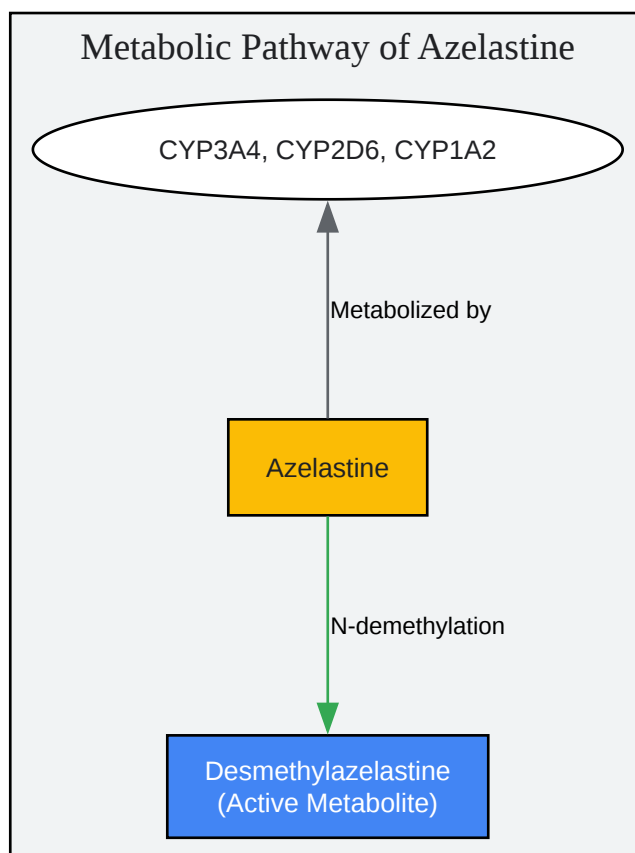 Metabolic Pathway of Azelastine
CYP3A4, CYP2D6, CYP1A2
Metabolized by
Azelastine
N-demethylation
Desmethylazelastine
(Active Metabolite)